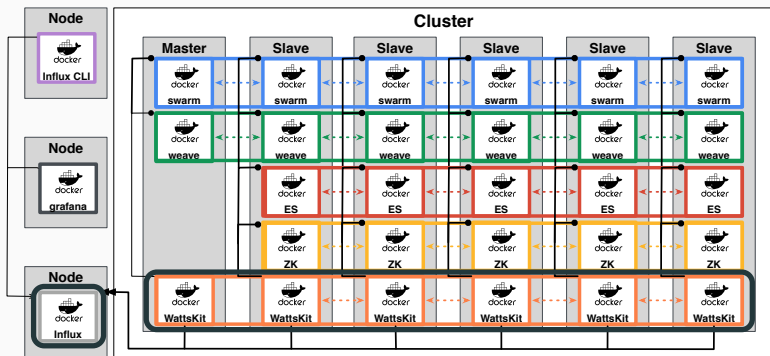 Node
docker
Influx CLI
Node
docker
grafana
Node
docker
Influx
Cluster
Master Slave Slave Slave Slave Slave
docker docker docker docker docker docker
swarm swarm swarm swarm swarm swarm
docker docker docker docker docker docker
weave weave weave weave weave weave
docker docker docker docker docker
ES ES ES ES ES
docker docker docker docker docker
ZK ZK ZK ZK ZK
docker docker docker docker docker docker
WattsKit WattsKit WattsKit WattsKit WattsKit WattsKit